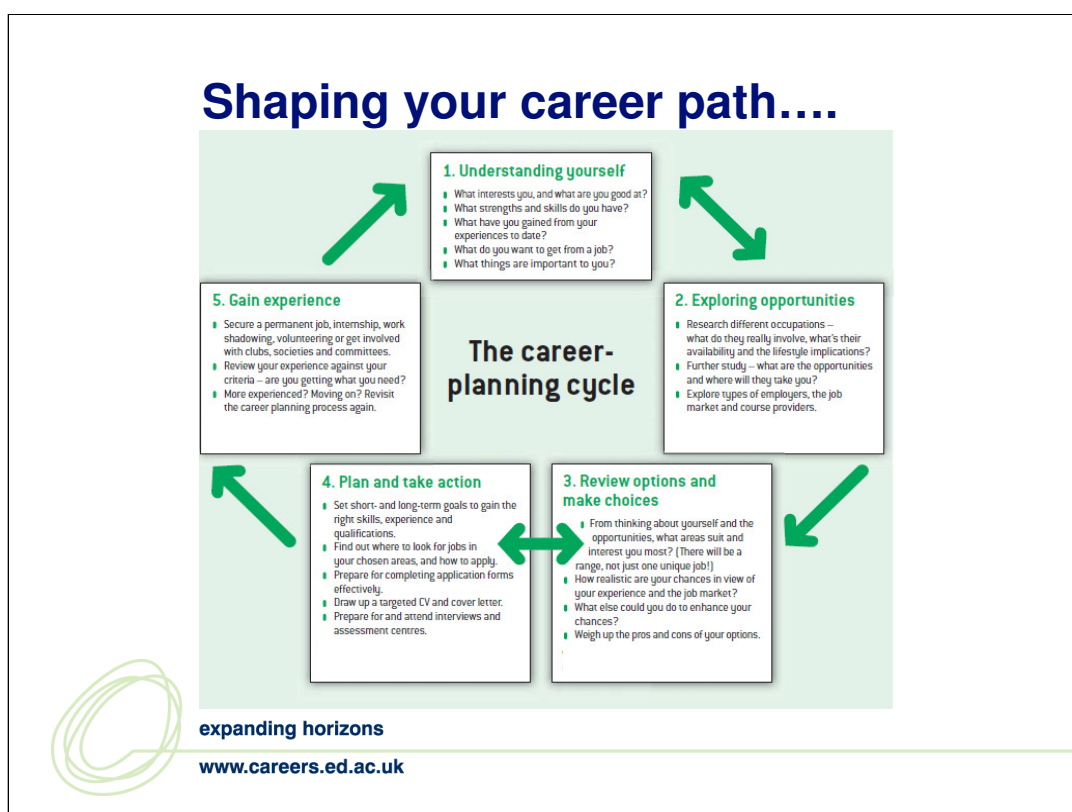 Shaping your career path....
1. Understanding yourself
What interests you, and what are you good at?
What strengths and skills do you have?
What have you gained from your
experiences to date?
What do you want to get from a job?
What things are important to you?
2. Exploring opportunities
Research different occupations –
what do they really involve, what's their
availability and the lifestyle implications?
Further study – what are the opportunities
and where will they take you?
Explore types of employers, the job
market and course providers.
3. Review options and
make choices
From thinking about yourself and the
opportunities, what areas suit and
interest you most? (There will be a
range, not just one unique job!)
How realistic are your chances in view of
your experience and the job market?
What else could you do to enhance your
chances?
Weigh up the pros and cons of your options.
4. Plan and take action
Set short- and long-term goals to gain the
right skills, experience and
qualifications.
Find out where to look for jobs in
your chosen areas, and how to apply.
Prepare for completing application forms
effectively.
Draw up a targeted CV and cover letter.
Prepare for and attend interviews and
assessment centres.
5. Gain experience
Secure a permanent job, internship, work
shadowing, volunteering or get involved
with clubs, societies and committees.
Review your experience against your
criteria – are you getting what you need?
More experienced? Moving on? Revisit
the career planning process again.
The career-
planning cycle
expanding horizons
www.careers.ed.ac.uk